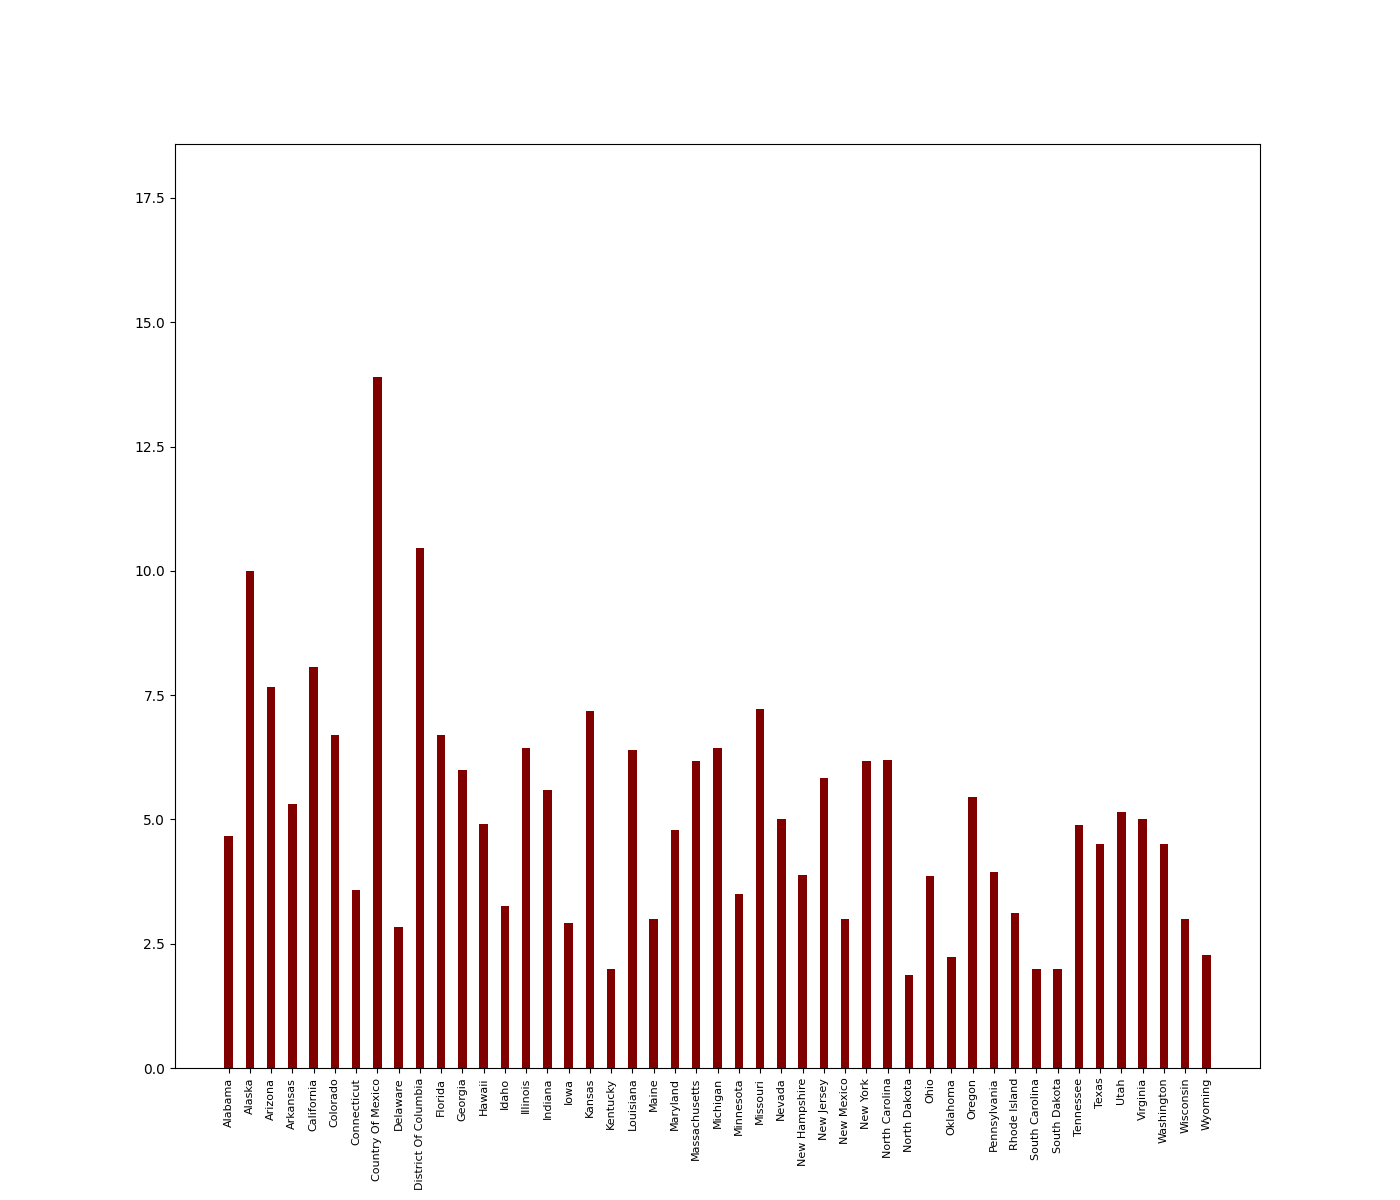 17.5
15.0
12.5
10.0
7.5
5.0
2.5
0.0
Alabama
Alaska
Arizona
Arkansas
California
Colorado
Connecticut
Country Of Mexico
Delaware
District Of Columbia
Florida
Georgia
Hawaii
Idaho
Illinois
Indiana
Iowa
Kansas
Kentucky
Louisiana
Maine
Maryland
Massachusetts
Michigan
Minnesota
Missouri
Nevada
New Hampshire
New Jersey
New Mexico
New York
North Carolina
North Dakota
Ohio
Oklahoma
Oregon
Pennsylvania
Rhode Island
South Carolina
South Dakota
Tennessee
Texas
Utah
Virginia
Washington
Wisconsin
Wyoming